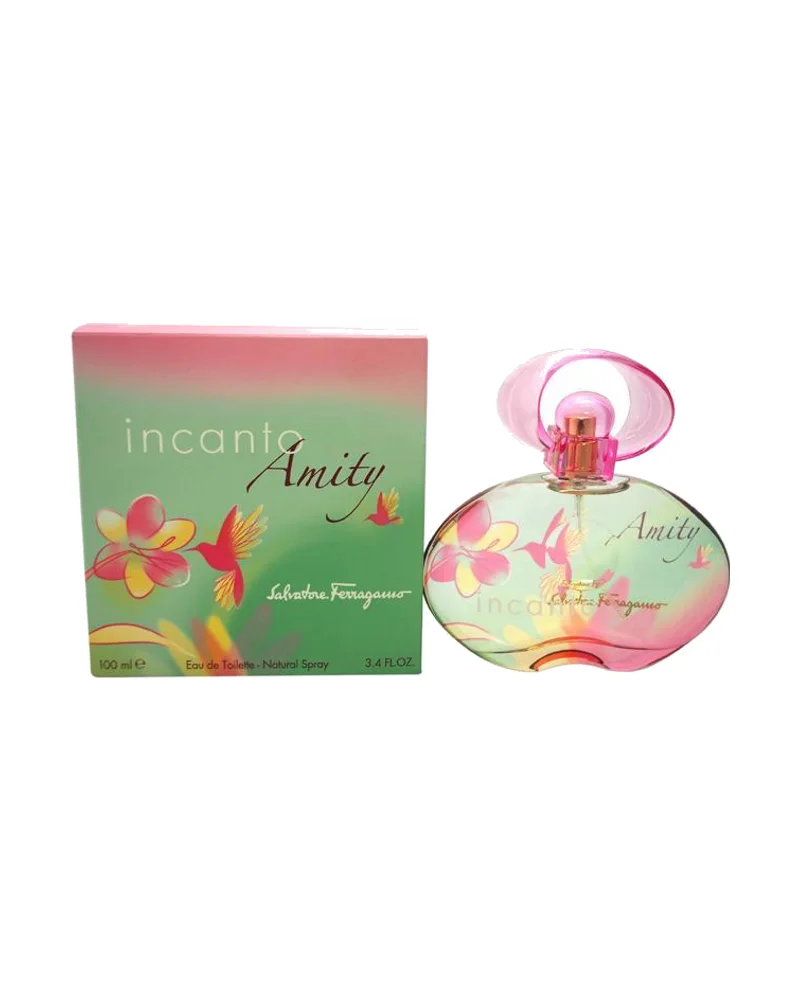 incanto
Amity
Salvatore Ferragamo
100 ml e Eau de Toilette - Natural Spray 3.4 FL.OZ.
Amity
incanto
Salvatore Ferragamo